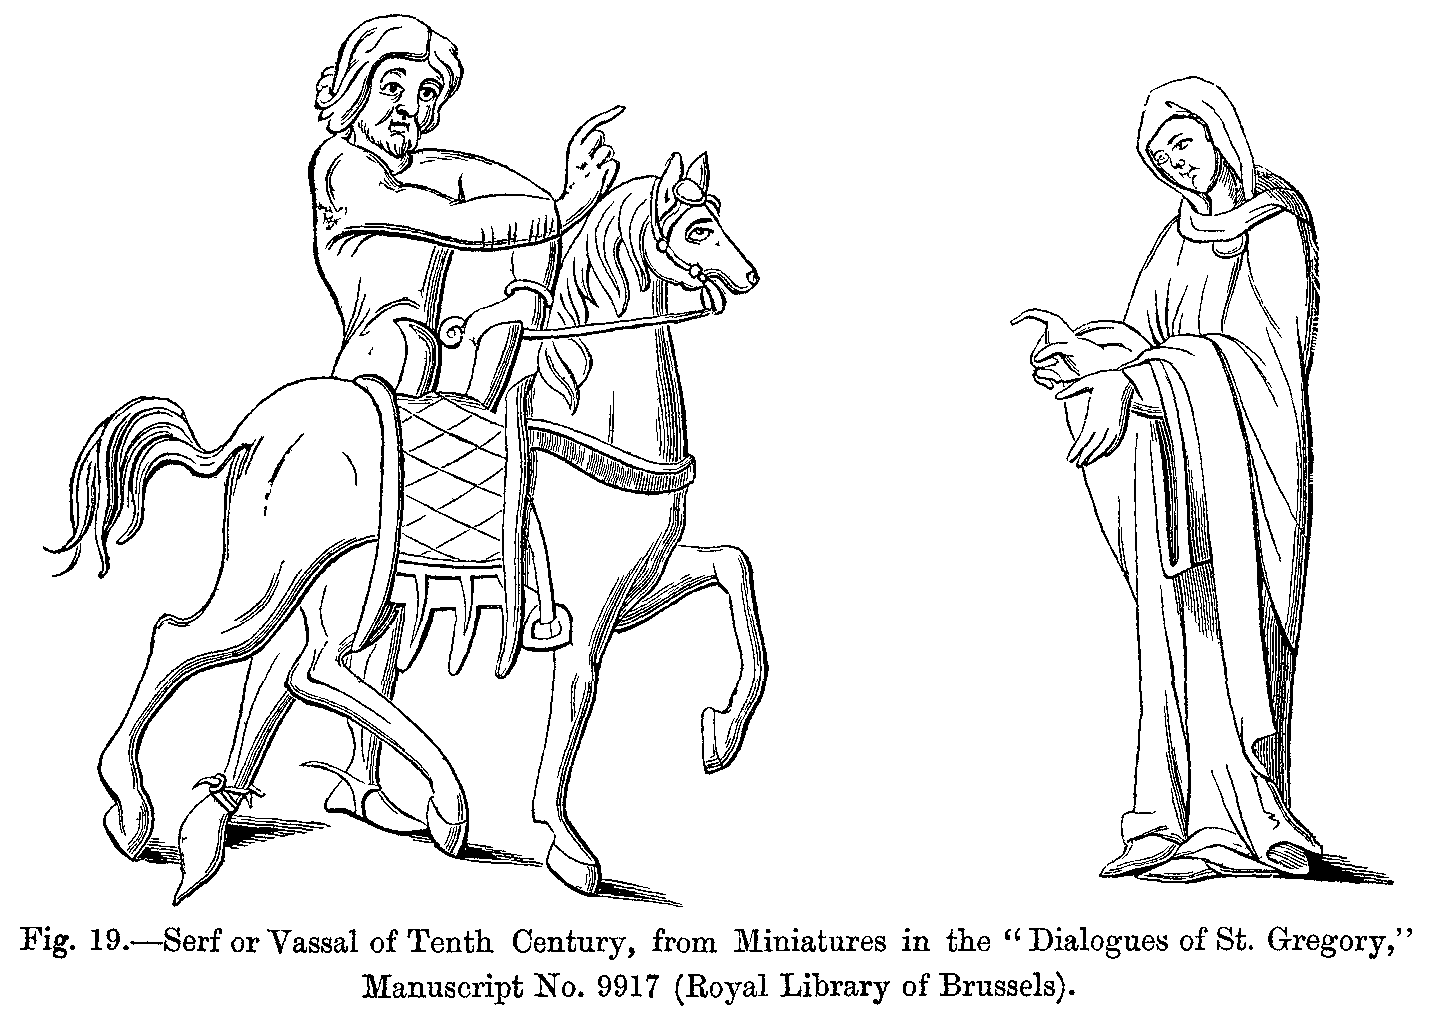 Fig. 19.—Serf or Vassal of Tenth Century, from Miniatures in the “Dialogues of St. Gregory,”
Manuscript No. 9917 (Royal Library of Brussels).